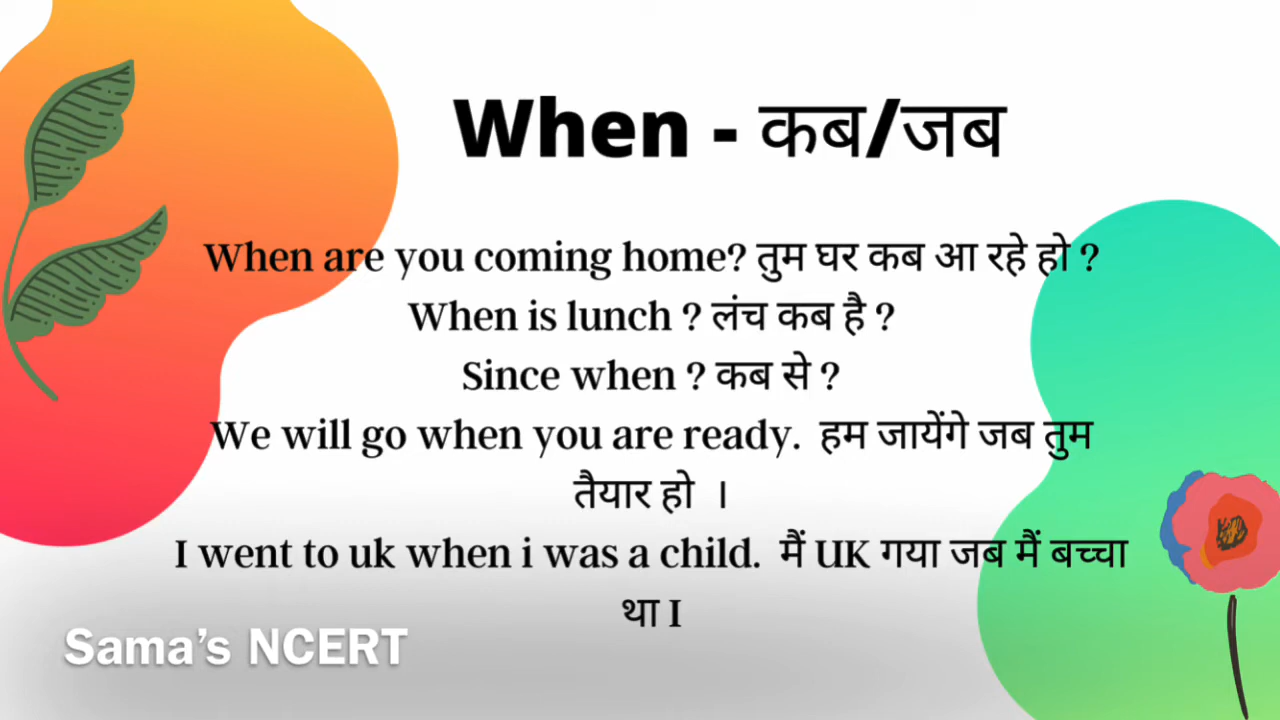 When - कब/जब
When are you coming home? तुम घर कब आ रहे हो ?
When is lunch ? लंच कब है ?
Since when ? कब से ?
We will go when you are ready. हम जायेंगे जब तुम
तैयार हो ।
I went to uk when i was a child. मैं UK गया जब मैं बच्चा
था I
Sama's NCERT